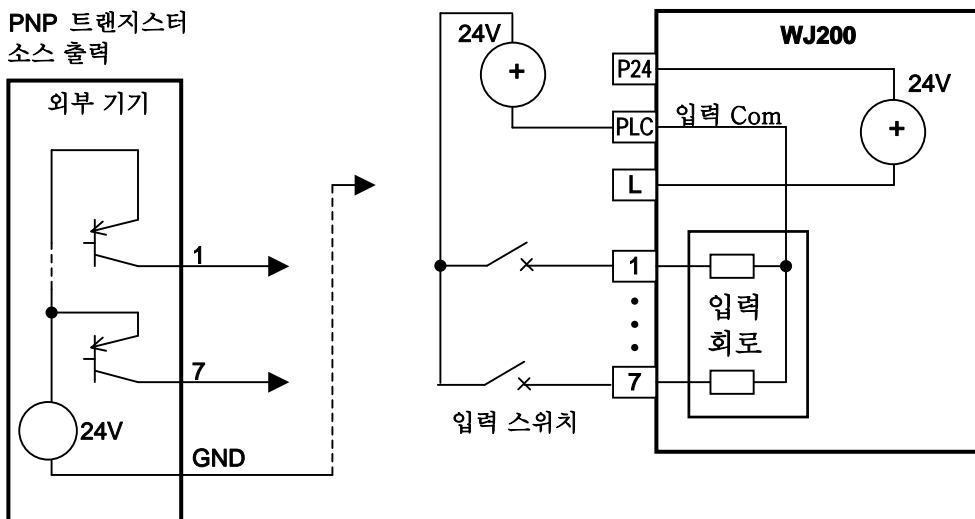 PNP 트랜지스터
소스 출력
외부 기기
1
7
24V
GND
24V
WJ200
P24
24V
PLC
입력 Com
L
1
입력
회로
7
입력 스위치